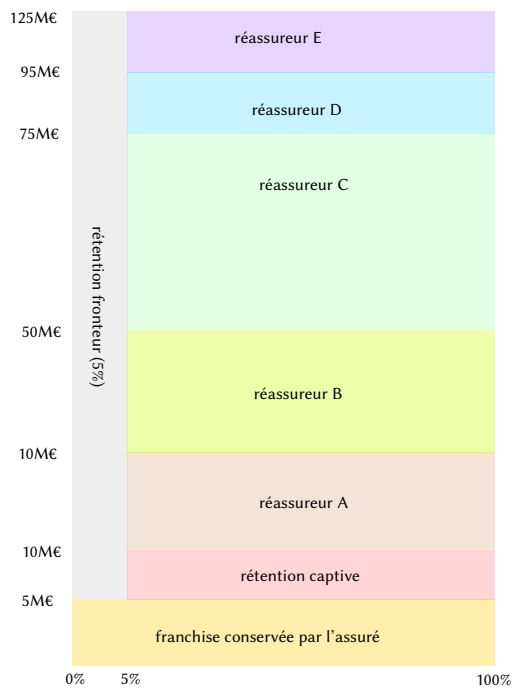 125M€
réassureur E
95M€
réassureur D
75M€
réassureur C
rétention fronteur (5%)
50M€
réassureur B
10M€
réassureur A
10M€
rétention captive
5M€
franchise conservée par l'assuré
0% 5% 100%